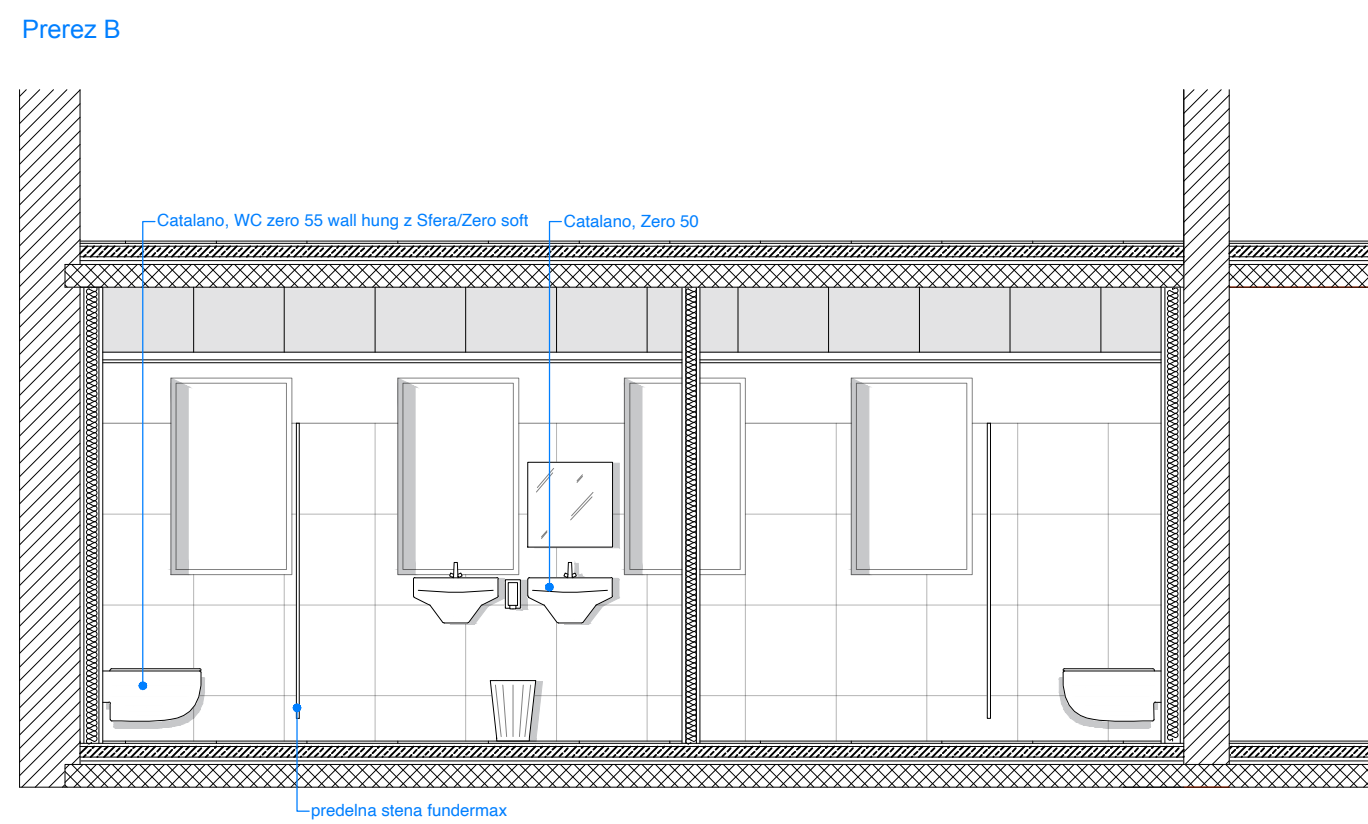 Prerez B
Catalano, WC zero 55 wall hung z Sfera/Zero soft
Catalano, Zero 50
predelna stena fundermax